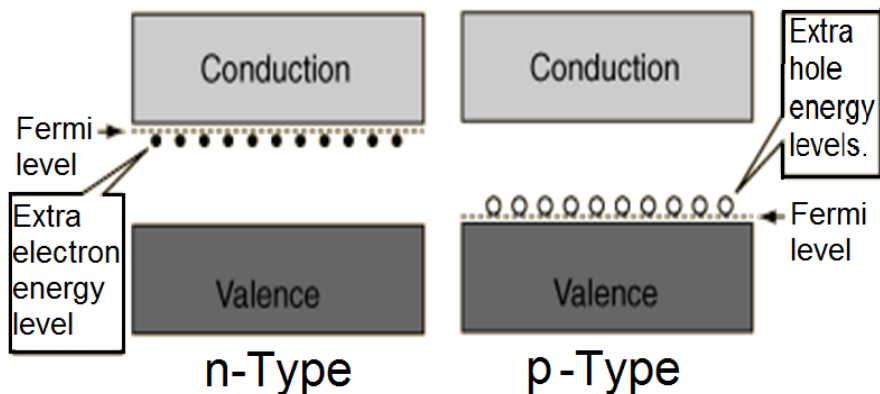 Conduction
Fermi
level
Extra
electron
energy
level
Valence
n-Type
Conduction
Extra
hole
energy
levels.
Fermi
level
Valence
p -Type